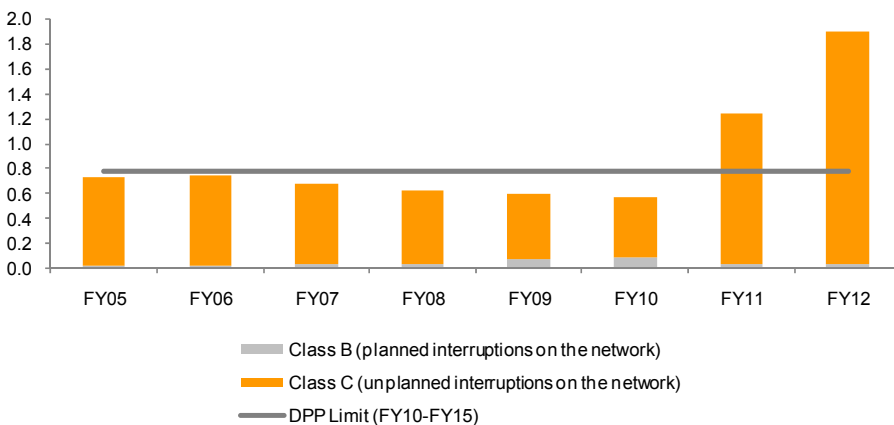 2.0
1.8
1.6
1.4
1.2
1.0
0.8
0.6
0.4
0.2
0.0
FY05 FY06 FY07 FY08 FY09 FY10 FY11 FY12
Class B (planned interruptions on the network)
Class C (unplanned interruptions on the network)
DPP Limit (FY10-FY15)